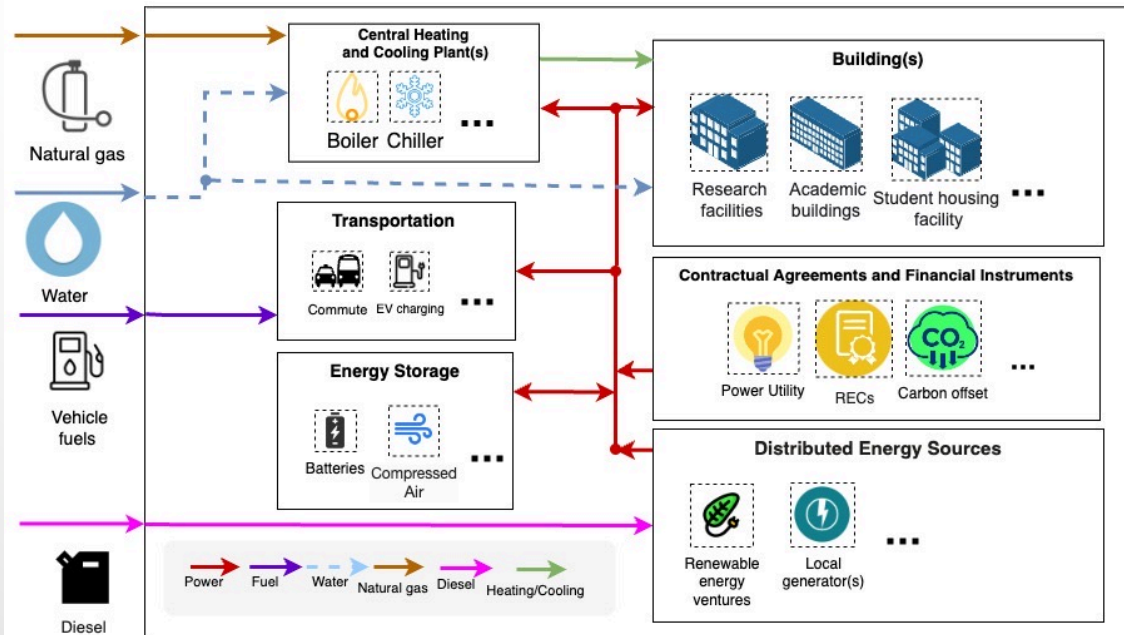 Natural gas
Water
Vehicle
fuels
Diesel
Central Heating
and Cooling Plant(s)
Boiler
Chiller
...
Building(s)
Research
facilities
Academic
buildings
Student housing
facility
...
Transportation
Commute
EV charging
...
Contractual Agreements and Financial Instruments
CO2
Power Utility
RECs
Carbon offset
...
Energy Storage
Batteries
Compressed
Air
...
Distributed Energy Sources
Renewable
energy
ventures
Local
generator(s)
...
Power
Fuel
Water
Natural gas
Diesel
Heating/Cooling